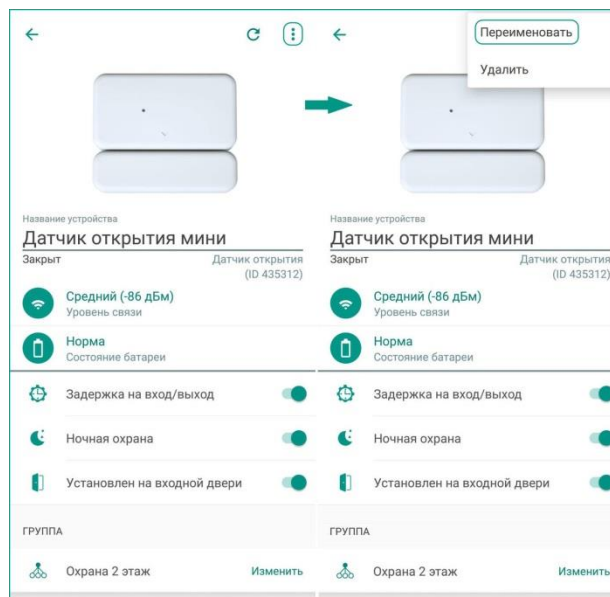 Название устройства
Датчик открытия мини
Закрыт
Датчик открытия
(ID 435312)
Средний (-86 дБм)
Уровень связи
Норма
Состояние батареи
Задержка на вход/выход
Ночная охрана
Установлен на входной двери
ГРУППА
Охрана 2 этаж
Изменить
Переименовать
Удалить
Название устройства
Датчик открытия мини
Закрыт
Датчик открытия
(ID 435312)
Средний (-86 дБм)
Уровень связи
Норма
Состояние батареи
Задержка на вход/выход
Ночная охрана
Установлен на входной двери
ГРУППА
Охрана 2 этаж
Изменить